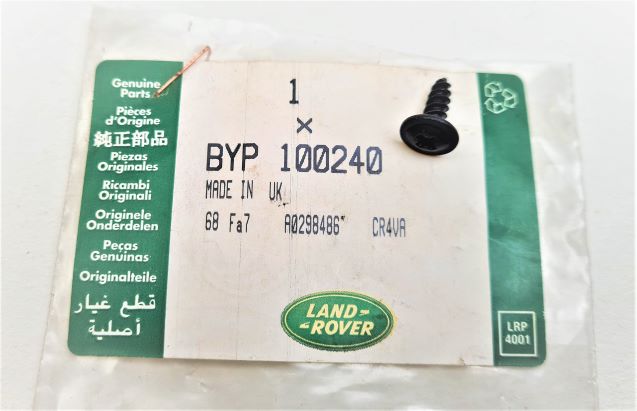 Genuine
Parts
Pièces
d'Origine
純正部品
Piezas
Originales
Ricambi
Originali
Originele
Onderdelen
Peças
Genuinas
Originalteile
قطع غيار
أصلية
1
×
BYP 100240
MADE IN UK
68 Fa7 A0298486* CR4VA
LAND-
-ROVER
LRP
4001